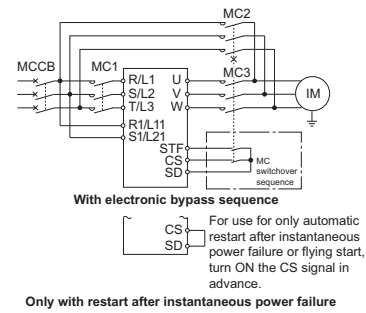 MC2
MCCB MC1 MC3
R/L1 U
S/L2 V
T/L3 W
IM
R1/L11
S1/L21
STF
CS
SD
MC
switchover
sequence
With electronic bypass sequence
CS
SD
For use for only automatic
restart after instantaneous
power failure or flying start,
turn ON the CS signal in
advance.
Only with restart after instantaneous power failure